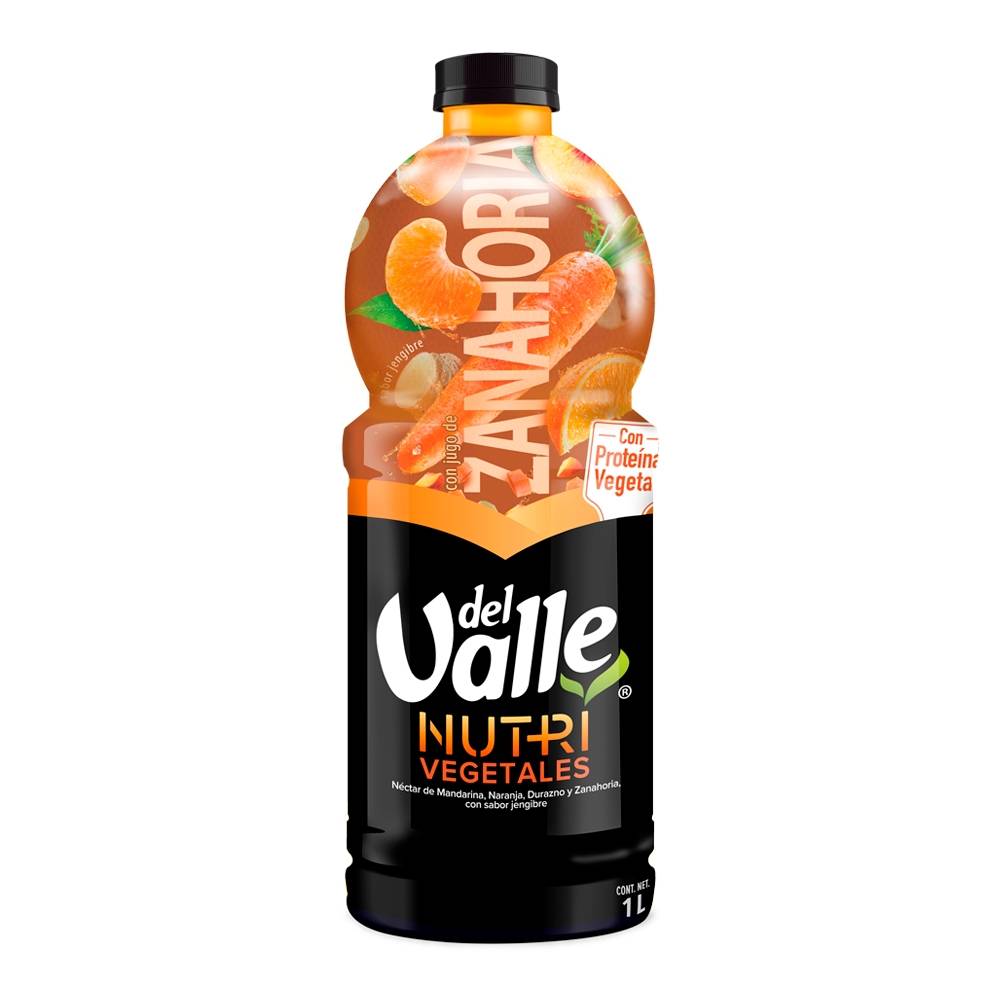 ZANAHORIA
con jugo de
sabor jengibre
Con
Proteína
Vegeta
del
Valle
®
NUTRI
VEGETALES
Néctar de Mandarina, Naranja, Durazno y Zanahoria,
con sabor jengibre
CONT. NET.
1 L